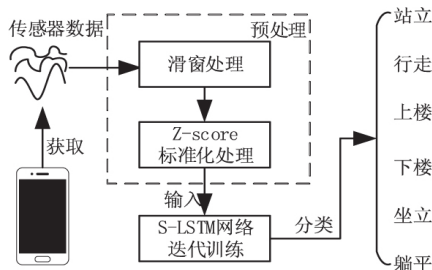 传感器数据
预处理
滑窗处理
Z-score
标准化处理
获取
输入
S-LSTM网络
迭代训练
分类
站立
行走
上楼
下楼
坐立
躺平